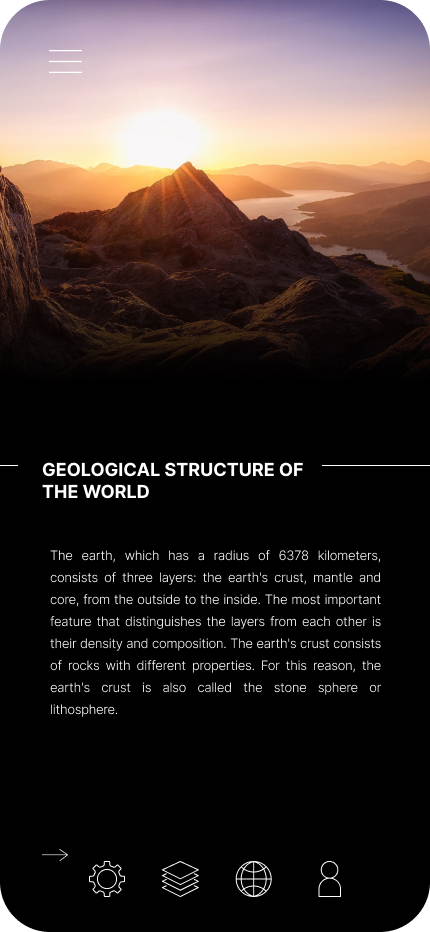 GEOLOGICAL STRUCTURE OF
THE WORLD
The earth, which has a radius of 6378 kilometers,
consists of three layers: the earth's crust, mantle and
core, from the outside to the inside. The most important
feature that distinguishes the layers from each other is
their density and composition. The earth's crust consists
of rocks with different properties. For this reason, the
earth's crust is also called the stone sphere or
lithosphere.